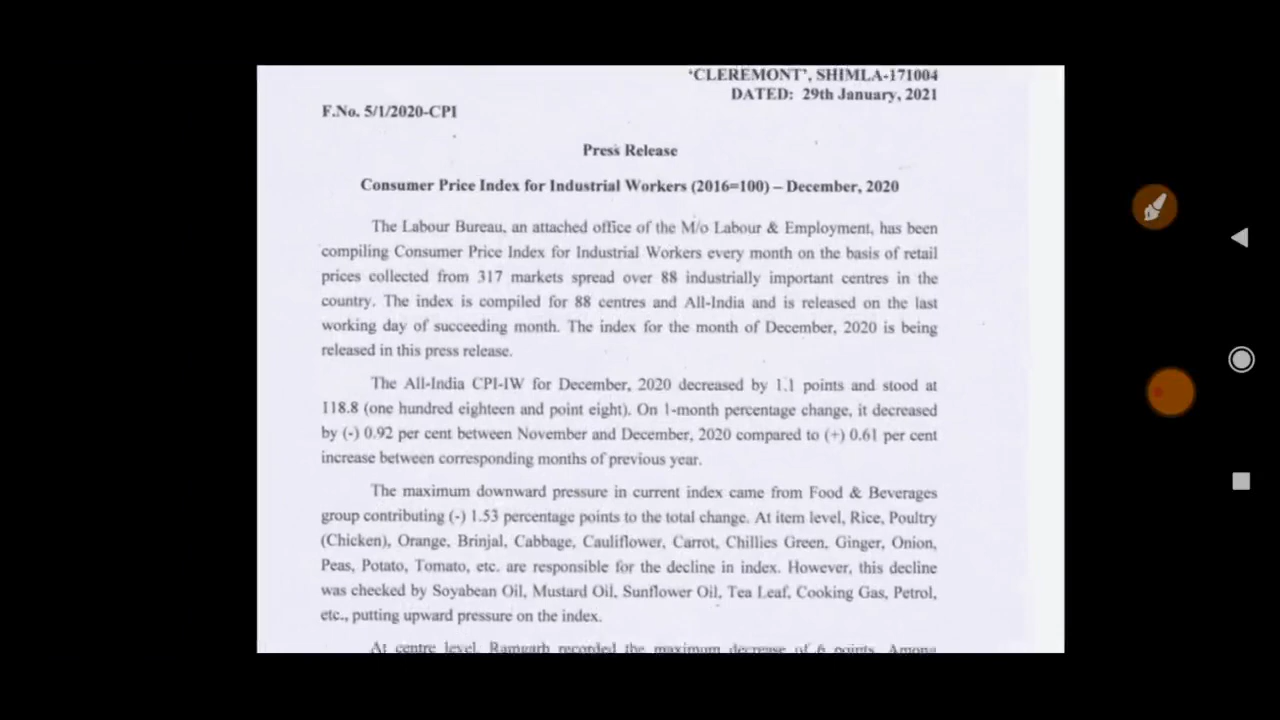 'CLEREMONT', SHIMLA-171004
DATED: 29th January, 2021
F.No. 5/1/2020-CPI
Press Release
Consumer Price Index for Industrial Workers (2016=100) – December, 2020
The Labour Bureau, an attached office of the M/o Labour & Employment, has been
compiling Consumer Price Index for Industrial Workers every month on the basis of retail
prices collected from 317 markets spread over 88 industrially important centres in the
country. The index is compiled for 88 centres and All-India and is released on the last
working day of succeeding month. The index for the month of December, 2020 is being
released in this press release.
The All-India CPI-IW for December, 2020 decreased by 1.1 points and stood at
118.8 (one hundred eighteen and point eight). On 1-month percentage change, it decreased
by (-) 0.92 per cent between November and December, 2020 compared to (+) 0.61 per cent
increase between corresponding months of previous year.
The maximum downward pressure in current index came from Food & Beverages
group contributing (-) 1.53 percentage points to the total change. At item level, Rice, Poultry
(Chicken), Orange, Brinjal, Cabbage, Cauliflower, Carrot, Chillies Green, Ginger, Onion,
Peas, Potato, Tomato, etc. are responsible for the decline in index. However, this decline
was checked by Soyabean Oil, Mustard Oil, Sunflower Oil, Tea Leaf, Cooking Gas, Petrol,
etc., putting upward pressure on the index.
At centre level, Ramgarh recorded the maximum decrease of 6 points. Among